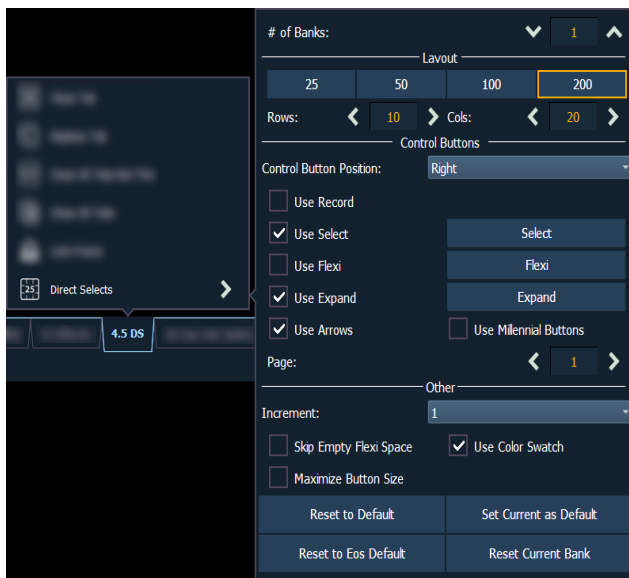 # of Banks: 1
Layout
25 50 100 200
Rows: 10 Cols: 20
Control Buttons
Control Button Position: Right
Use Record
Use Select Select
Use Flexi Flexi
Use Expand Expand
Use Arrows Use Millennial Buttons
Page: 1
Other
Increment: 1
Skip Empty Flexi Space Use Color Swatch
Maximize Button Size
Reset to Default Set Current as Default
Reset to Eos Default Reset Current Bank
25 Direct Selects
4.5 DS